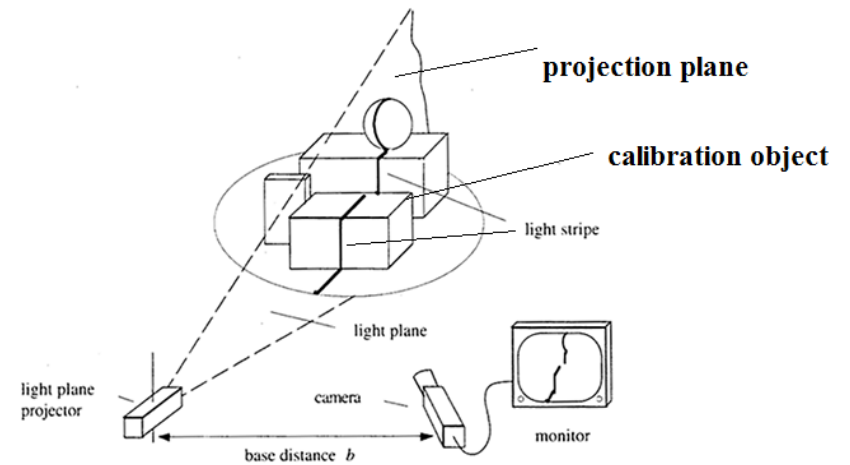 projection plane
calibration object
light stripe
light plane
light plane
projector
camera
monitor
base distance b